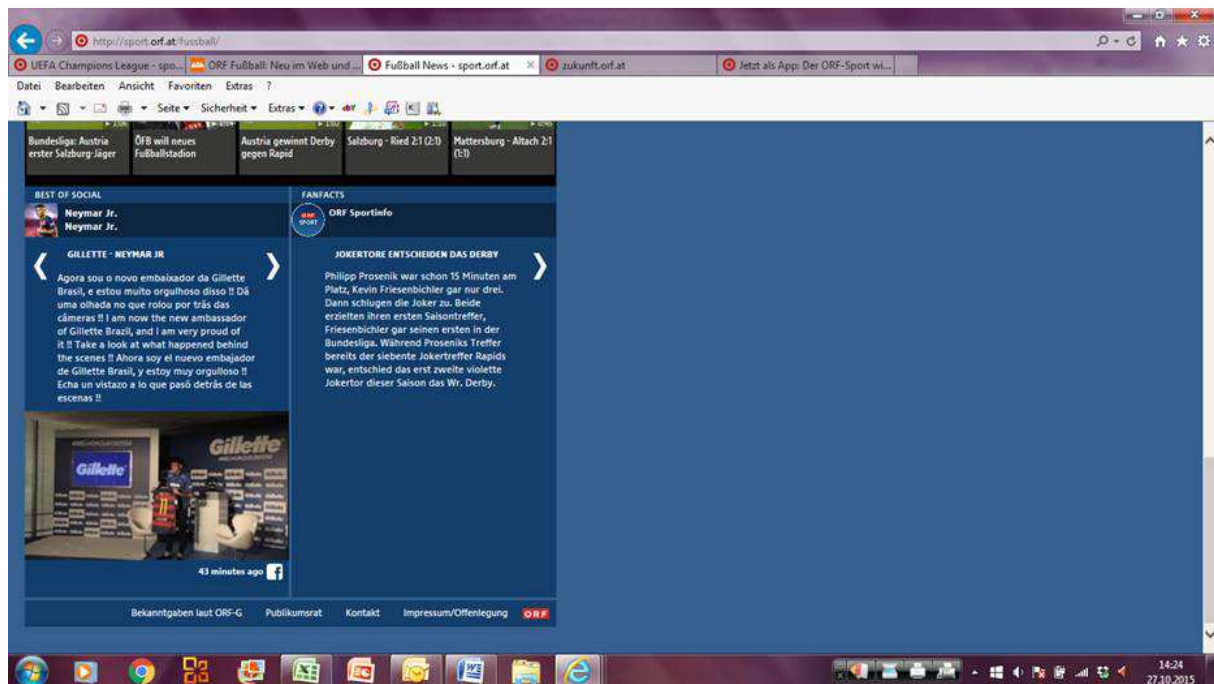 http://sport.orf.at/fussball/
UEFA Champions League - spo...
ORF Fußball: Neu im Web und ...
Fußball News - sport.orf.at
zukunft.orf.at
Jetzt als App: Der ORF-Sport wi...
Datei Bearbeiten Ansicht Favoriten Extras ?
Seite Sicherheit Extras
Bundesliga: Austria
erster Salzburg-Jäger
ÖFB will neues
Fußballstadion
Austria gewinnt Derby
gegen Rapid
Salzburg - Ried 2:1 (2:1)
Mattersburg - Altach 2:1
(1:1)
BEST OF SOCIAL
Neymar Jr.
Neymar Jr.
GILLETTE - NEYMAR JR
Agora sou o novo embaixador da Gillette
Brasil, e estou muito orgulhoso disso !! Dá
uma olhada no que rolou por trás das
câmeras !! I am now the new ambassador
of Gillette Brazil, and I am very proud of
it !! Take a look at what happened behind
the scenes !! Ahora soy el nuevo embajador
de Gillette Brasil, y estoy muy orgulloso !!
Echa un vistazo a lo que pasó detrás de las
escenas !!
Gillette
Gillette
11
43 minutes ago
FANFACTS
ORF Sportinfo
ORF
SPORT
JOKERTORE ENTSCHEIDEN DAS DERBY
Philipp Prosenik war schon 15 Minuten am
Platz, Kevin Friesenbichler gar nur drei.
Dann schlugen die Joker zu. Beide
erzielten ihren ersten Saisontreffer,
Friesenbichler gar seinen ersten in der
Bundesliga. Während Proseniks Treffer
bereits der siebente Jokertreffer Rapids
war, entschied das erst zweite violette
Jokertor dieser Saison das Wr. Derby.
Bekanntgaben laut ORF-G Publikumsrat Kontakt Impressum/Offenlegung ORF
14:24
27.10.2015